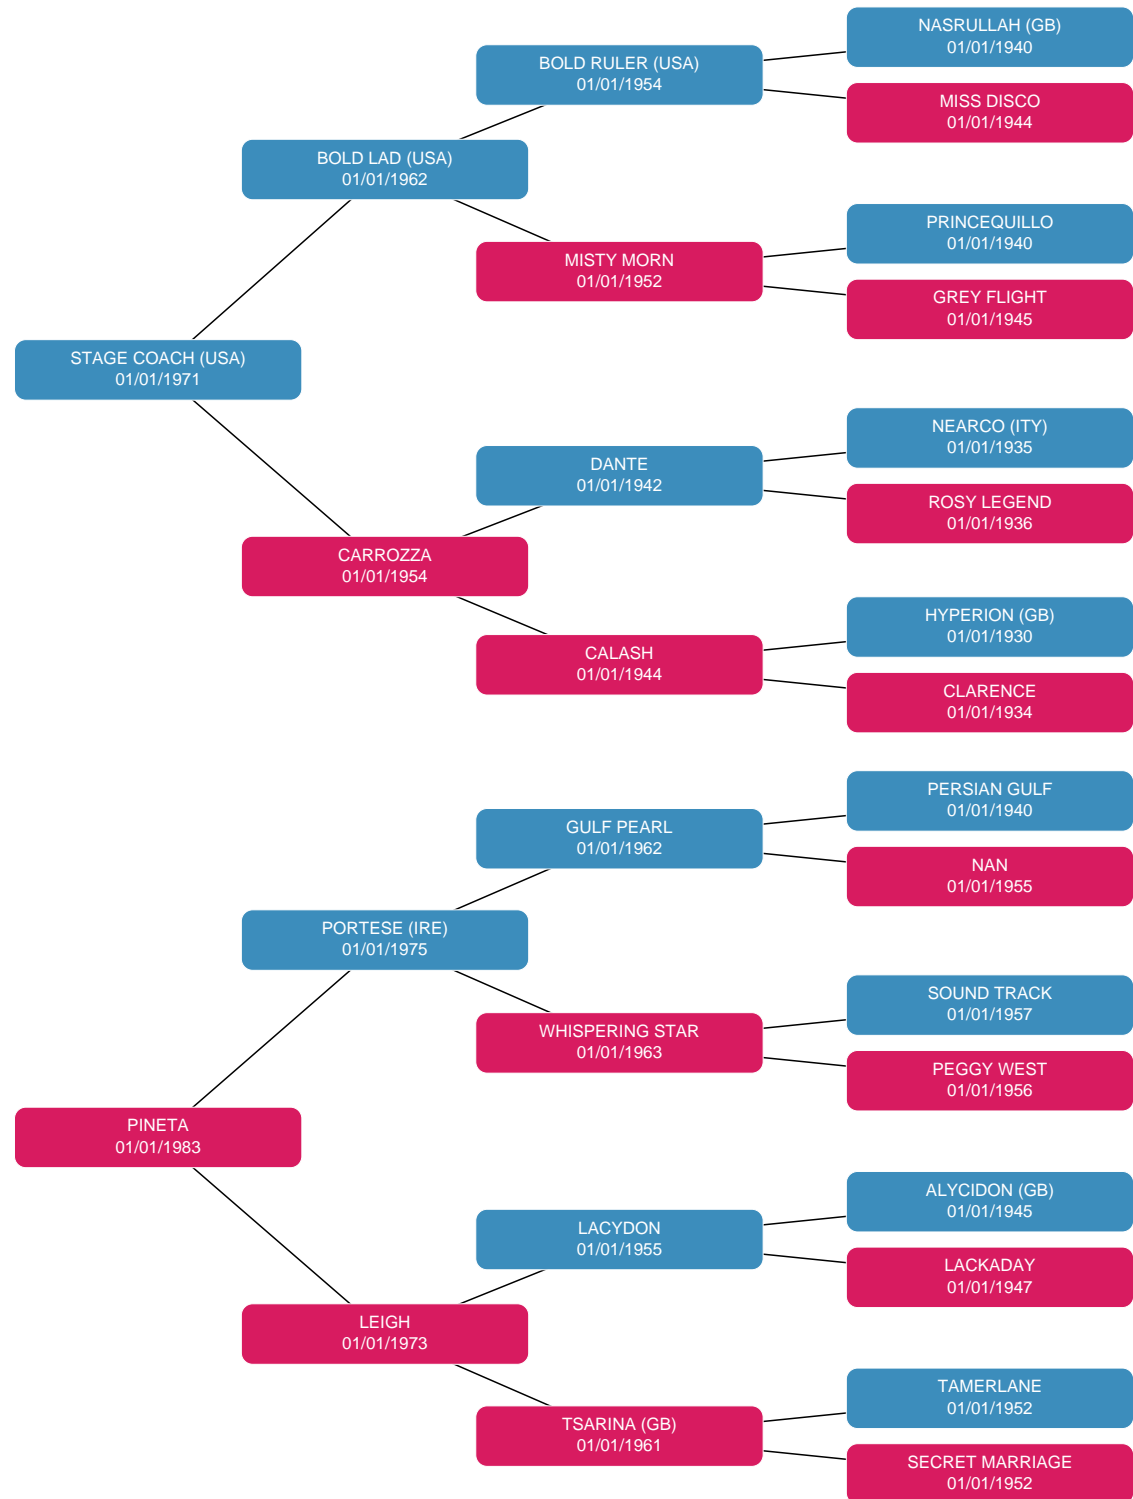 NASRULLAH (GB)
01/01/1940
BOLD RULER (USA)
01/01/1954
MISS DISCO
01/01/1944
BOLD LAD (USA)
01/01/1962
PRINCEQUILLO
01/01/1940
MISTY MORN
01/01/1952
GREY FLIGHT
01/01/1945
STAGE COACH (USA)
01/01/1971
NEARCO (ITY)
01/01/1935
DANTE
01/01/1942
ROSY LEGEND
01/01/1936
CARROZZA
01/01/1954
HYPERION (GB)
01/01/1930
CALASH
01/01/1944
CLARENCE
01/01/1934
PERSIAN GULF
01/01/1940
GULF PEARL
01/01/1962
NAN
01/01/1955
PORTESE (IRE)
01/01/1975
SOUND TRACK
01/01/1957
WHISPERING STAR
01/01/1963
PEGGY WEST
01/01/1956
PINETA
01/01/1983
ALYCIDON (GB)
01/01/1945
LACYDON
01/01/1955
LACKADAY
01/01/1947
LEIGH
01/01/1973
TAMERLANE
01/01/1952
TSARINA (GB)
01/01/1961
SECRET MARRIAGE
01/01/1952